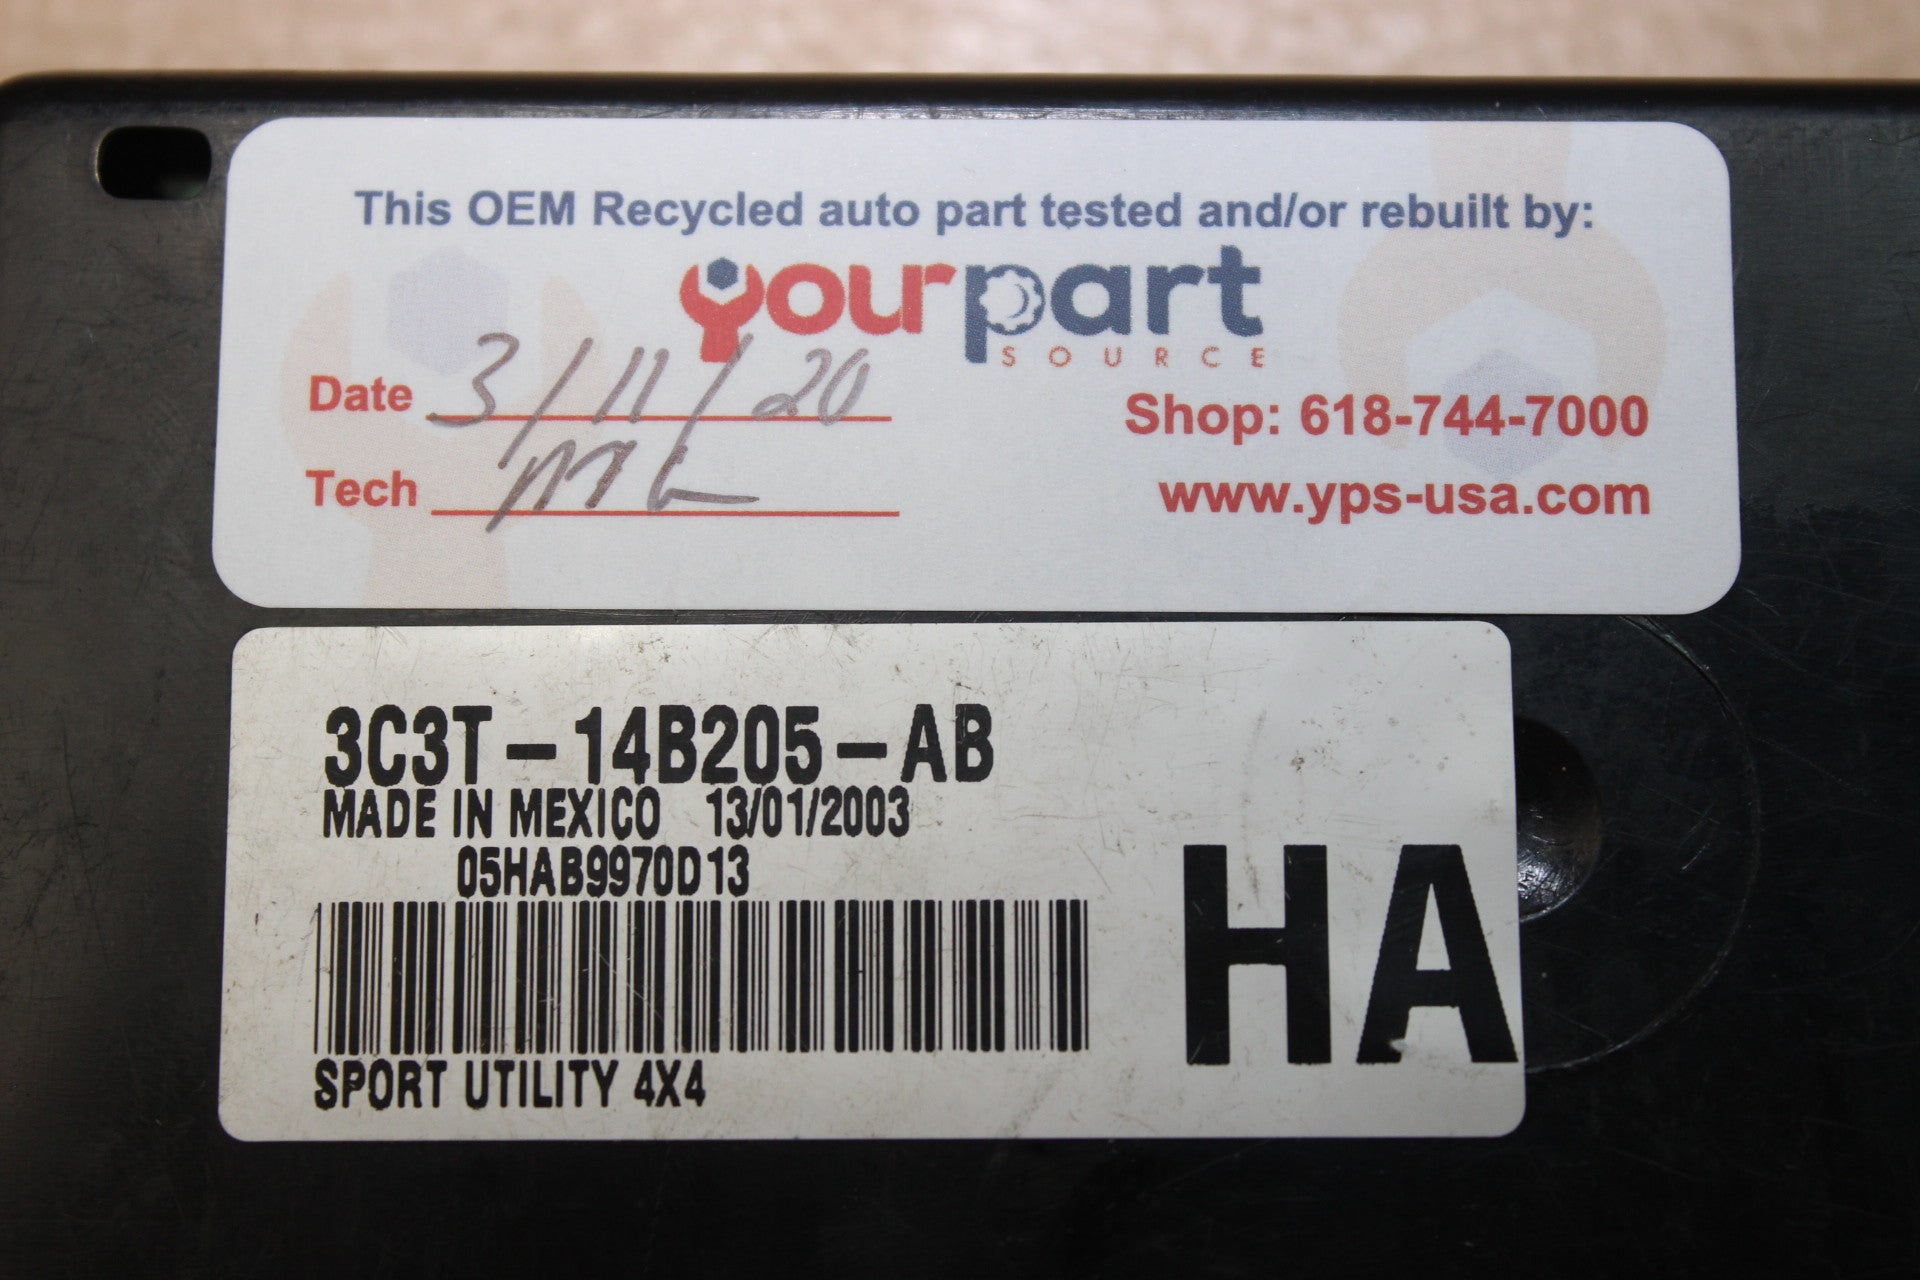 This OEM Recycled auto part tested and/or rebuilt by:
yourpart
SOURCE
Date 3/11/20
Shop: 618-744-7000
Tech
www.yps-usa.com
3C3T-14B205-AB
MADE IN MEXICO 13/01/2003
05HAB9970D13
HA
SPORT UTILITY 4X4